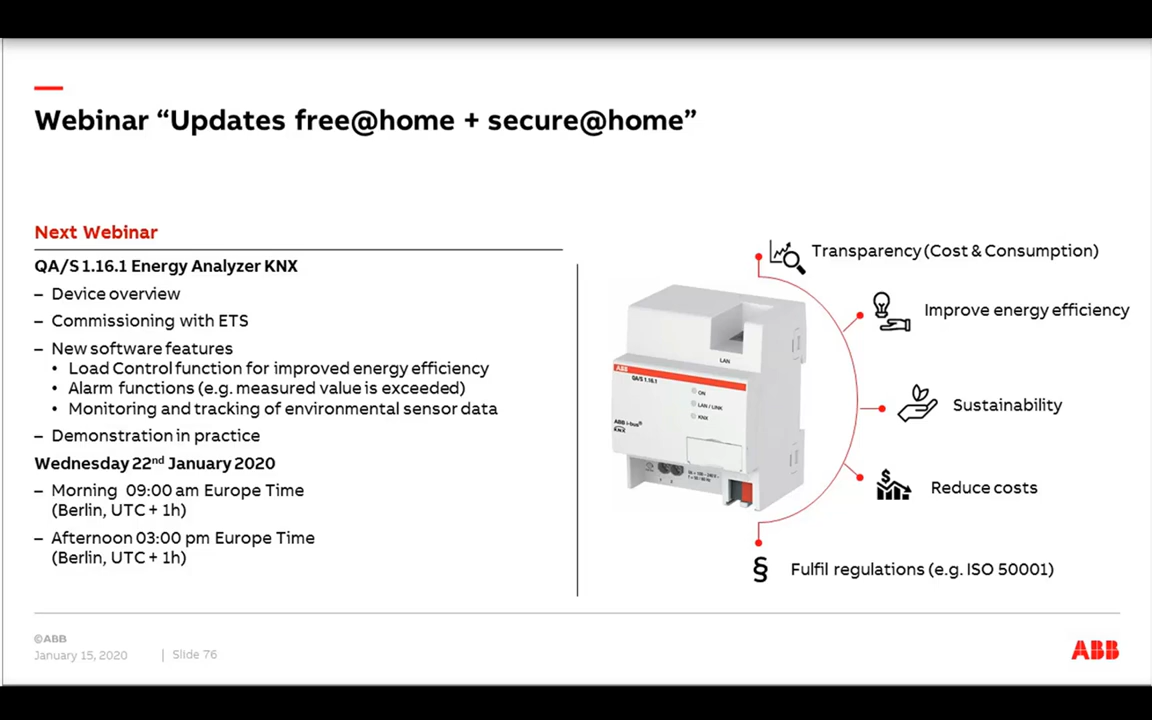 Webinar “Updates free@home + secure@home”
Next Webinar
QA/S 1.16.1 Energy Analyzer KNX
– Device overview
– Commissioning with ETS
– New software features
• Load Control function for improved energy efficiency
• Alarm functions (e.g. measured value is exceeded)
• Monitoring and tracking of environmental sensor data
– Demonstration in practice
Wednesday 22nd January 2020
– Morning 09:00 am Europe Time
(Berlin, UTC + 1h)
– Afternoon 03:00 pm Europe Time
(Berlin, UTC + 1h)
LAN
ABB
QA/S 1.16.1
ON
LAN / LINK
KNX
ABB i-bus®
KNX
Transparency (Cost & Consumption)
Improve energy efficiency
Sustainability
$
Reduce costs
§ Fulfil regulations (e.g. ISO 50001)
©ABB
January 15, 2020 | Slide 76
ABB